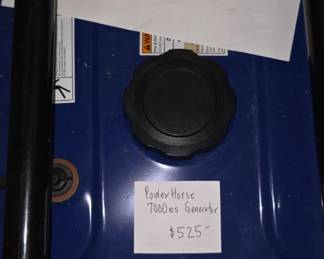 PowerHorse
7000es Generator
$525-